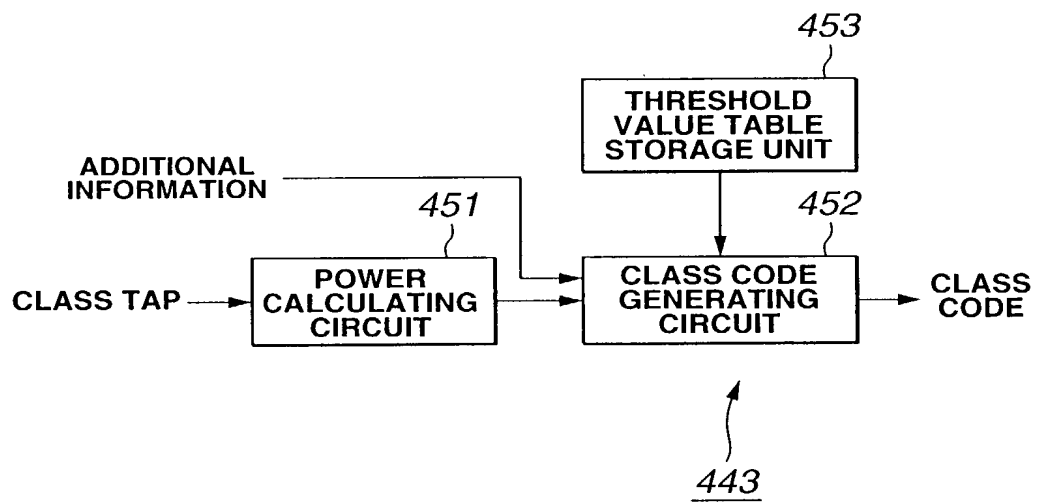 453
THRESHOLD
VALUE TABLE
STORAGE UNIT
ADDITIONAL
INFORMATION
451
452
CLASS TAP
POWER
CALCULATING
CIRCUIT
CLASS CODE
GENERATING
CIRCUIT
CLASS
CODE
443